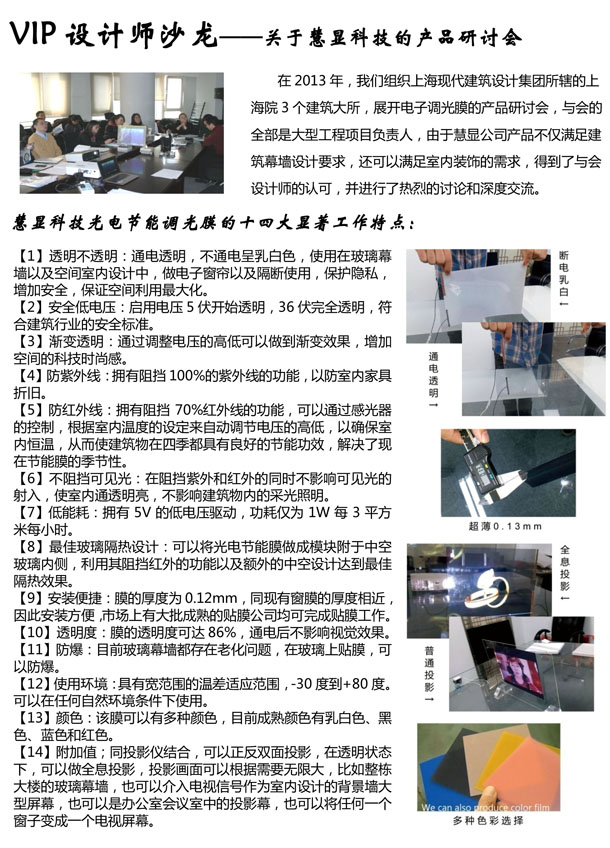 VIP 设计师沙龙——关于慧显科技的产品研讨会
在 2013 年，我们组织上海现代建筑设计集团所辖的上
海院 3 个建筑大所，展开电子调光膜的产品研讨会，与会的
全部是大型工程项目负责人，由于慧显公司产品不仅满足建
筑幕墙设计要求，还可以满足室内装饰的需求，得到了与会
设计师的认可，并进行了热烈的讨论和深度交流。
慧显科技光电节能调光膜的十四大显著工作特点：
【1】透明不透明：通电透明，不通电呈乳白色，使用在玻璃幕
墙以及空间室内设计中，做电子窗帘以及隔断使用，保护隐私，
增加安全，保证空间利用最大化。
【2】安全低电压：启用电压 5 伏开始透明，36 伏完全透明，符
合建筑行业的安全标准。
【3】渐变透明：通过调整电压的高低可以做到渐变效果，增加
空间的科技时尚感。
【4】防紫外线：拥有阻挡 100%的紫外线的功能，以防室内家具
折旧。
【5】防红外线：拥有阻挡 70%红外线的功能，可以通过感光器
的控制，根据室内温度的设定来自动调节电压的高低，以确保室
内恒温，从而使建筑物在四季都具有良好的节能功效，解决了现
在节能膜的季节性。
【6】不阻挡可见光：在阻挡紫外和红外的同时不影响可见光的
射入，使室内通透明亮，不影响建筑物内的采光照明。
【7】低能耗：拥有 5V 的低电压驱动，功耗仅为 1W 每 3 平方
米每小时。
【8】最佳玻璃隔热设计：可以将光电节能膜做成模块附于中空
玻璃内侧，利用其阻挡红外的功能以及额外的中空设计达到最佳
隔热效果。
【9】安装便捷：膜的厚度为 0.12mm，同现有窗膜的厚度相近，
因此安装方便，市场上有大批成熟的贴膜公司均可完成贴膜工作。
【10】透明度：膜的透明度可达 86%，通电后不影响视觉效果。
【11】防爆：目前玻璃幕墙都存在老化问题，在玻璃上贴膜，可
以防爆。
【12】使用环境：具有宽范围的温差适应范围，-30 度到+80 度。
可以在任何自然环境条件下使用。
【13】颜色：该膜可以有多种颜色，目前成熟颜色有乳白色、黑
色、蓝色和红色。
【14】附加值；同投影仪结合，可以正反双面投影，在透明状态
下，可以做全息投影，投影画面可以根据需要无限大，比如整栋
大楼的玻璃幕墙，也可以介入电视信号作为室内设计的背景墙大
型屏幕，也可以是办公室会议室中的投影幕，也可以将任何一个
窗子变成一个电视屏幕。
断电乳白←
通电透明→
超薄0.13mm
全息投影←
普通投影→
We can also produce color film
多种色彩选择